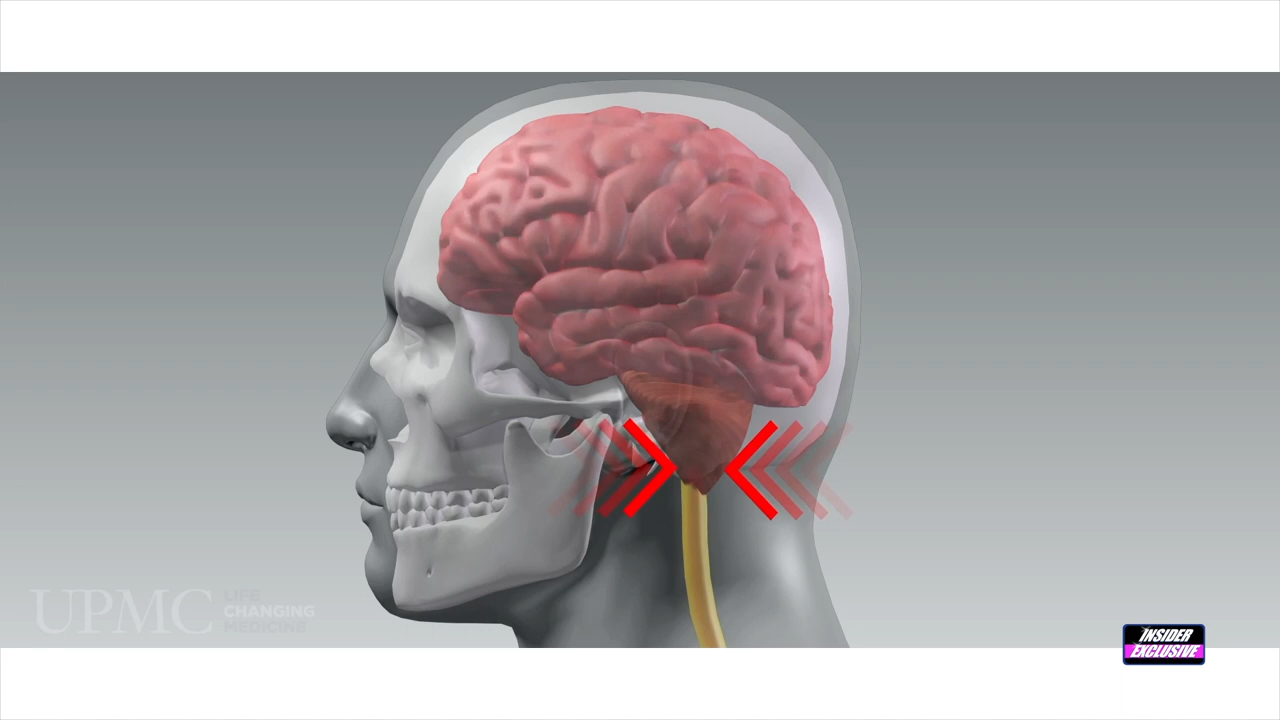 UPMC
LIFE
CHANGING
MEDICINE
INSIDER
EXCLUSIVE